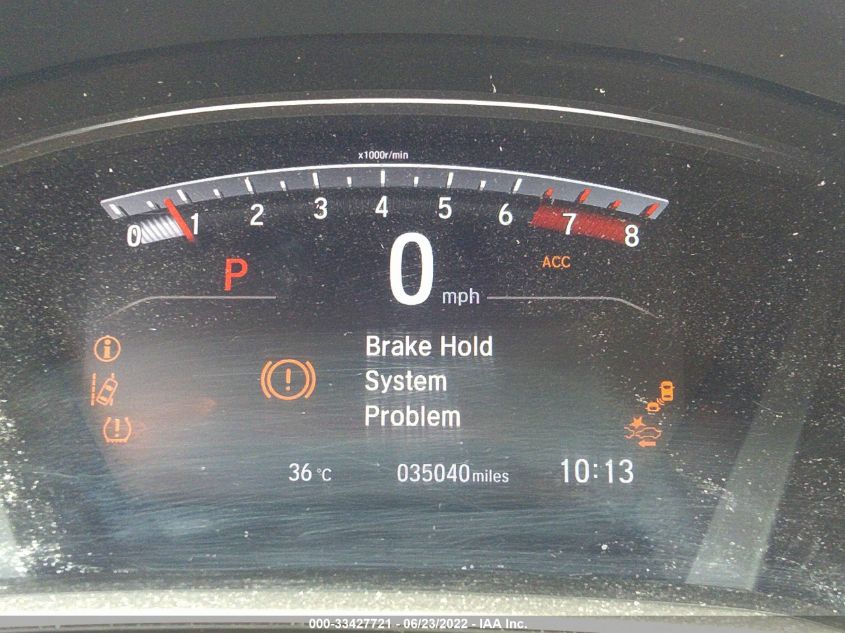 x1000r/min
0 1 2 3 4 5 6 7 8
P 0 mph ACC
Brake Hold
System
Problem
36 °C 035040 miles 10:13
000-33427721 - 06/23/2022 - IAA Inc.